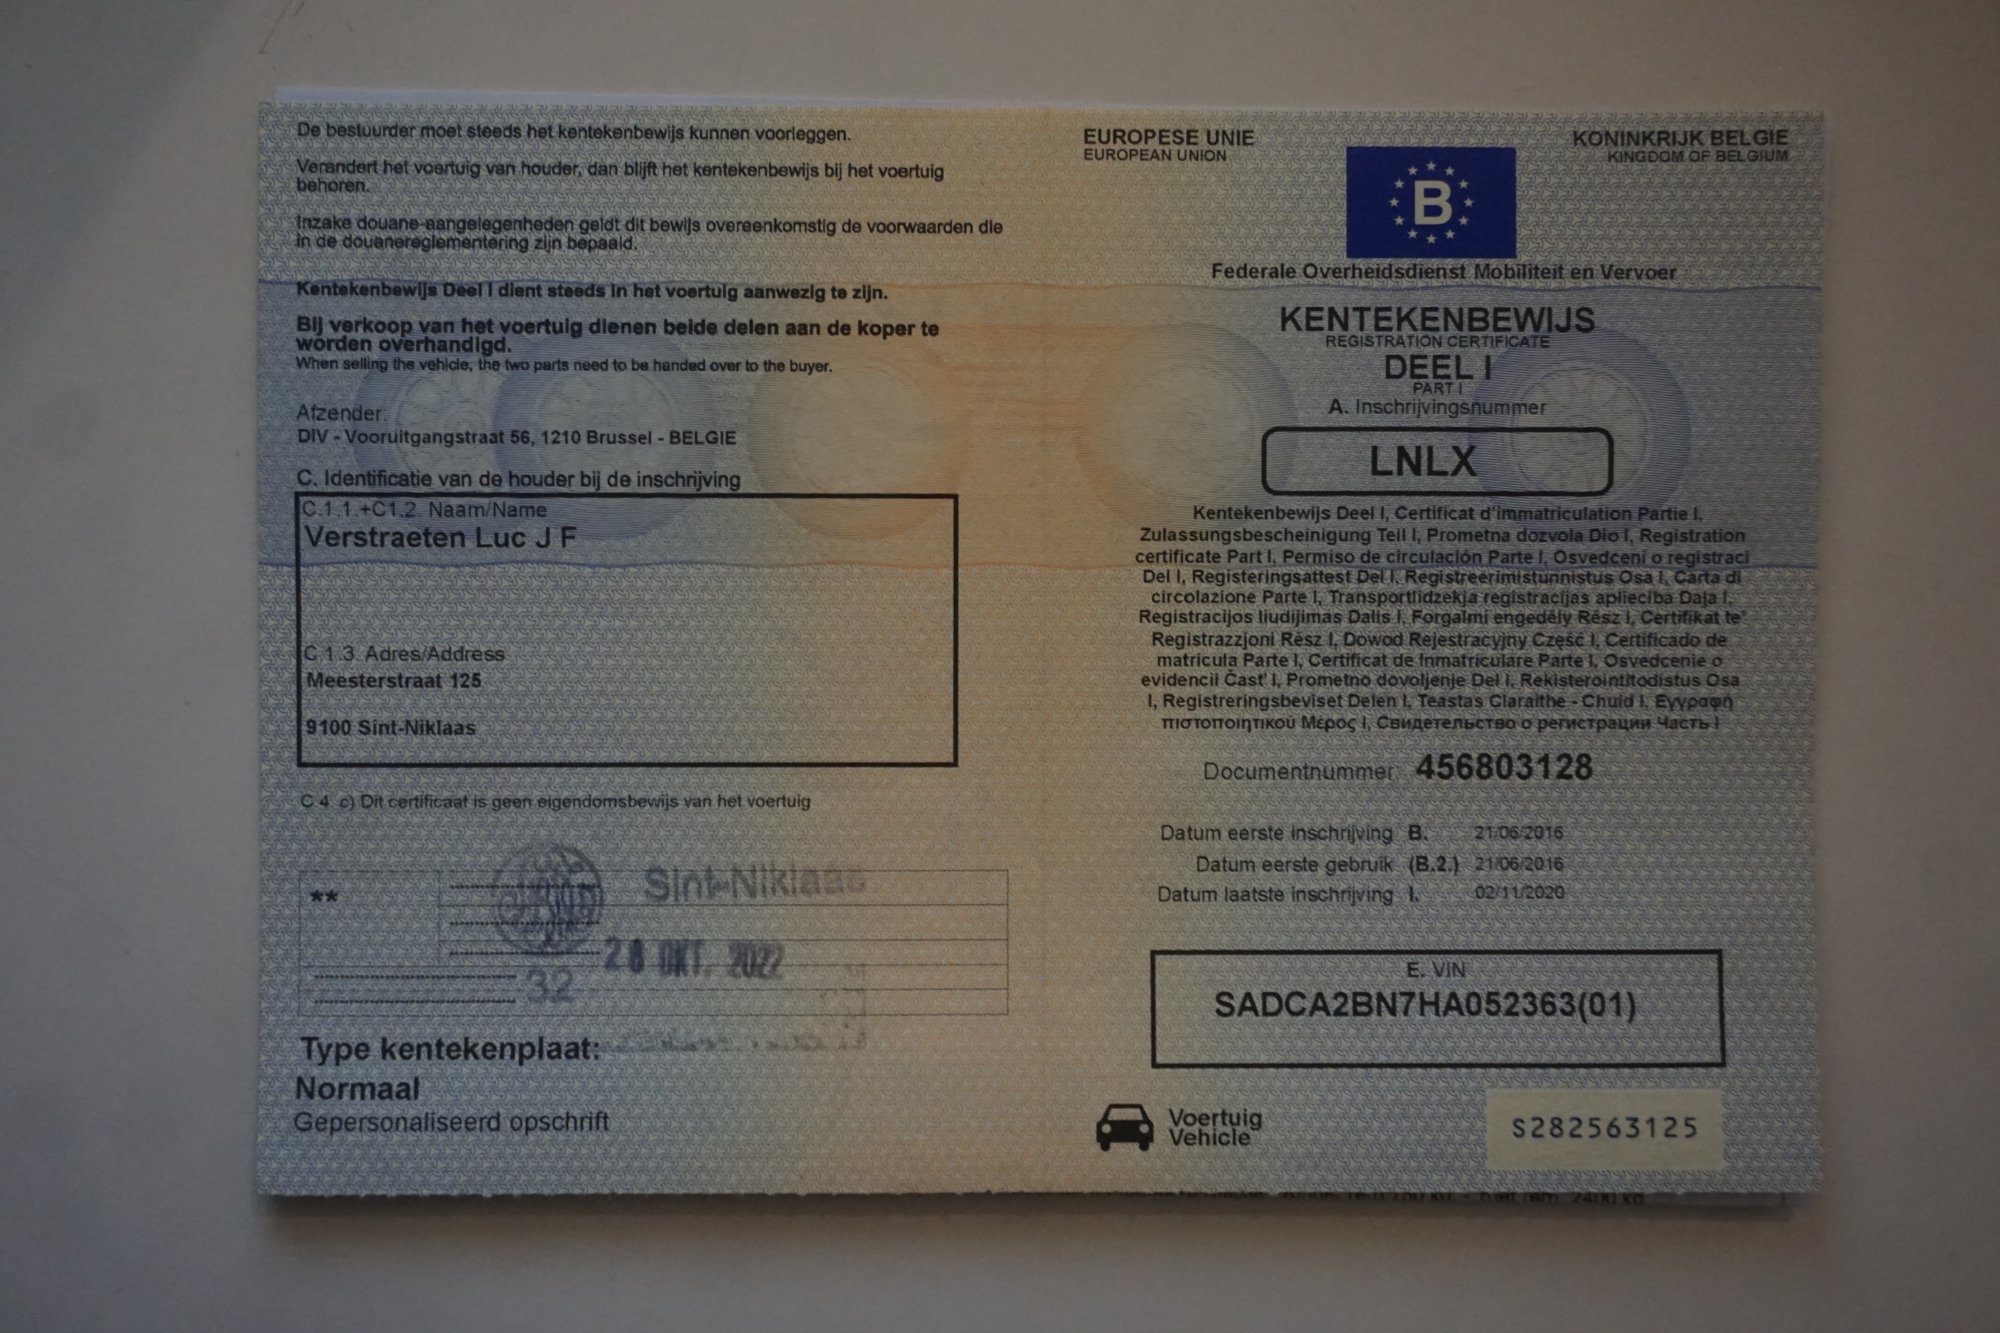 De bestuurder moet steeds het kentekenbewijs kunnen voorleggen.
Verandert het voertuig van houder, dan blijft het kentekenbewijs bij het voertuig
behoren.
Inzake douane-aangelegenheden geldt dit bewijs overeenkomstig de voorwaarden die
in de douanereglementering zijn bepaald.
Kentekenbewijs Deel I dient steeds in het voertuig aanwezig te zijn.
Bij verkoop van het voertuig dienen beide delen aan de koper te
worden overhandigd.
When selling the vehicle, the two parts need to be handed over to the buyer.
Afzender:
DIV - Vooruitgangstraat 56, 1210 Brussel - BELGIE
C. Identificatie van de houder bij de inschrijving
C.1.1.+C1.2. Naam/Name
Verstraeten Luc J F
C.1.3. Adres/Address
Meesterstraat 125
9100 Sint-Niklaas
C 4. c) Dit certificaat is geen eigendomsbewijs van het voertuig
**
Sint-Niklaas
28 OKT. 2022
32
Type kentekenplaat:
Normaal
Gepersonaliseerd opschrift
EUROPESE UNIE
EUROPEAN UNION
KONINKRIJK BELGIE
KINGDOM OF BELGIUM
B
Federale Overheidsdienst Mobiliteit en Vervoer
KENTEKENBEWIJS
REGISTRATION CERTIFICATE
DEEL I
PART I
A. Inschrijvingsnummer
LNLX
Kentekenbewijs Deel I, Certificat d'immatriculation Partie I,
Zulassungsbescheinigung Teil I, Prometna dozvola Dio I, Registration
certificate Part I, Permiso de circulación Parte I, Osvedceni o registraci
Del I, Registeringsattest Del I, Registreerimistunnistus Osa I, Carta di
circolazione Parte I, Transportlidzekja registracijas apliecība Daļa I,
Registracijos liudijimas Dalis I, Forgalmi engedély Rész I, Certifikat te'
Registrazzjoni Rész I, Dowod Rejestracyjny Część I, Certificado de
matricula Parte I, Certificat de înmatriculare Parte I, Osvedcenie o
evidencii Cast' I, Prometno dovoljenje Del I, Rekisterointitodistus Osa
I, Registreringsbeviset Delen I, Teastas Claraithe - Chuid I, Εγγραφή
πιστοποιητικού Μέρος I, Свидетельство о регистрации Часть I
Documentnummer: 456803128
Datum eerste inschrijving B. 21/06/2016
Datum eerste gebruik (B.2.) 21/06/2016
Datum laatste inschrijving I. 02/11/2020
E. VIN
SADCA2BN7HA052363(01)
Voertuig
Vehicle
S282563125